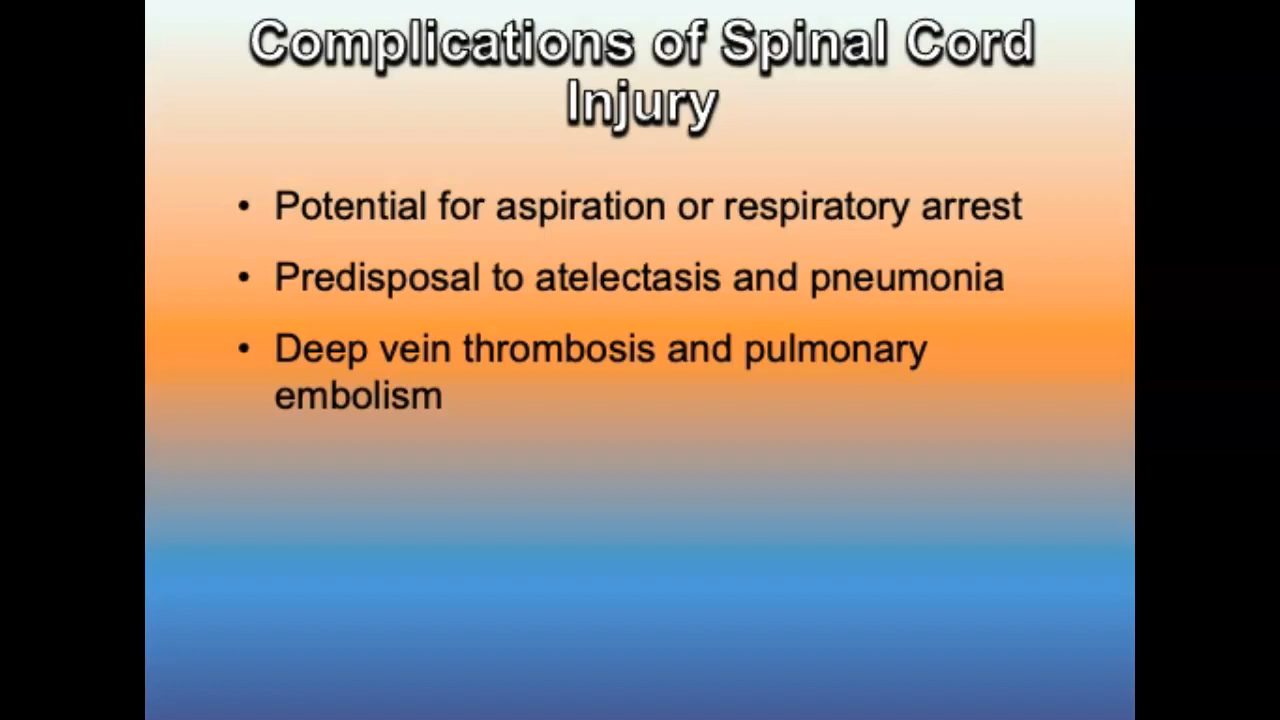 Complications of Spinal Cord
Injury
• Potential for aspiration or respiratory arrest
• Predisposal to atelectasis and pneumonia
• Deep vein thrombosis and pulmonary
embolism